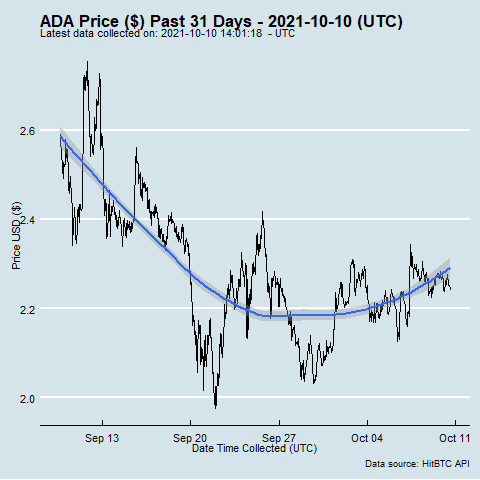 ADA Price ($) Past 31 Days - 2021-10-10 (UTC)
Latest data collected on: 2021-10-10 14:01:18 - UTC
2.6
2.4
2.2
2.0
Price USD ($)
Sep 13 Sep 20 Sep 27 Oct 04 Oct 11
Date Time Collected (UTC)
Data source: HitBTC API